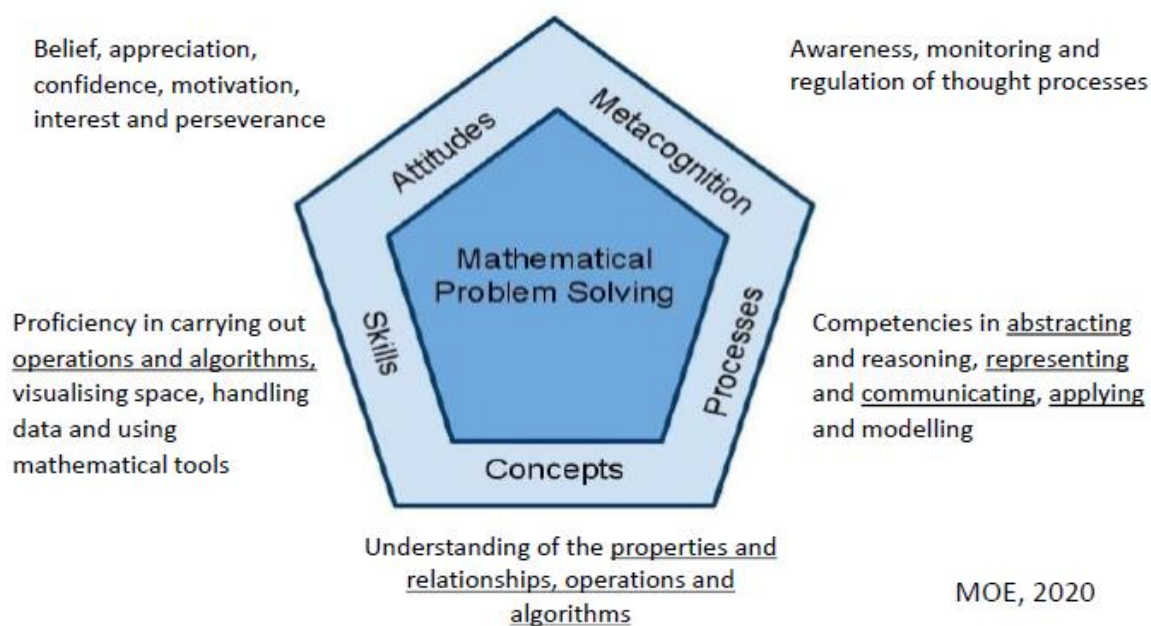 Belief, appreciation,
confidence, motivation,
interest and perseverance
Awareness, monitoring and
regulation of thought processes
Attitudes
Metacognition
Mathematical
Problem Solving
Skills
Processes
Concepts
Proficiency in carrying out
operations and algorithms,
visualising space, handling
data and using
mathematical tools
Competencies in abstracting
and reasoning, representing
and communicating, applying
and modelling
Understanding of the properties and
relationships, operations and
algorithms
MOE, 2020